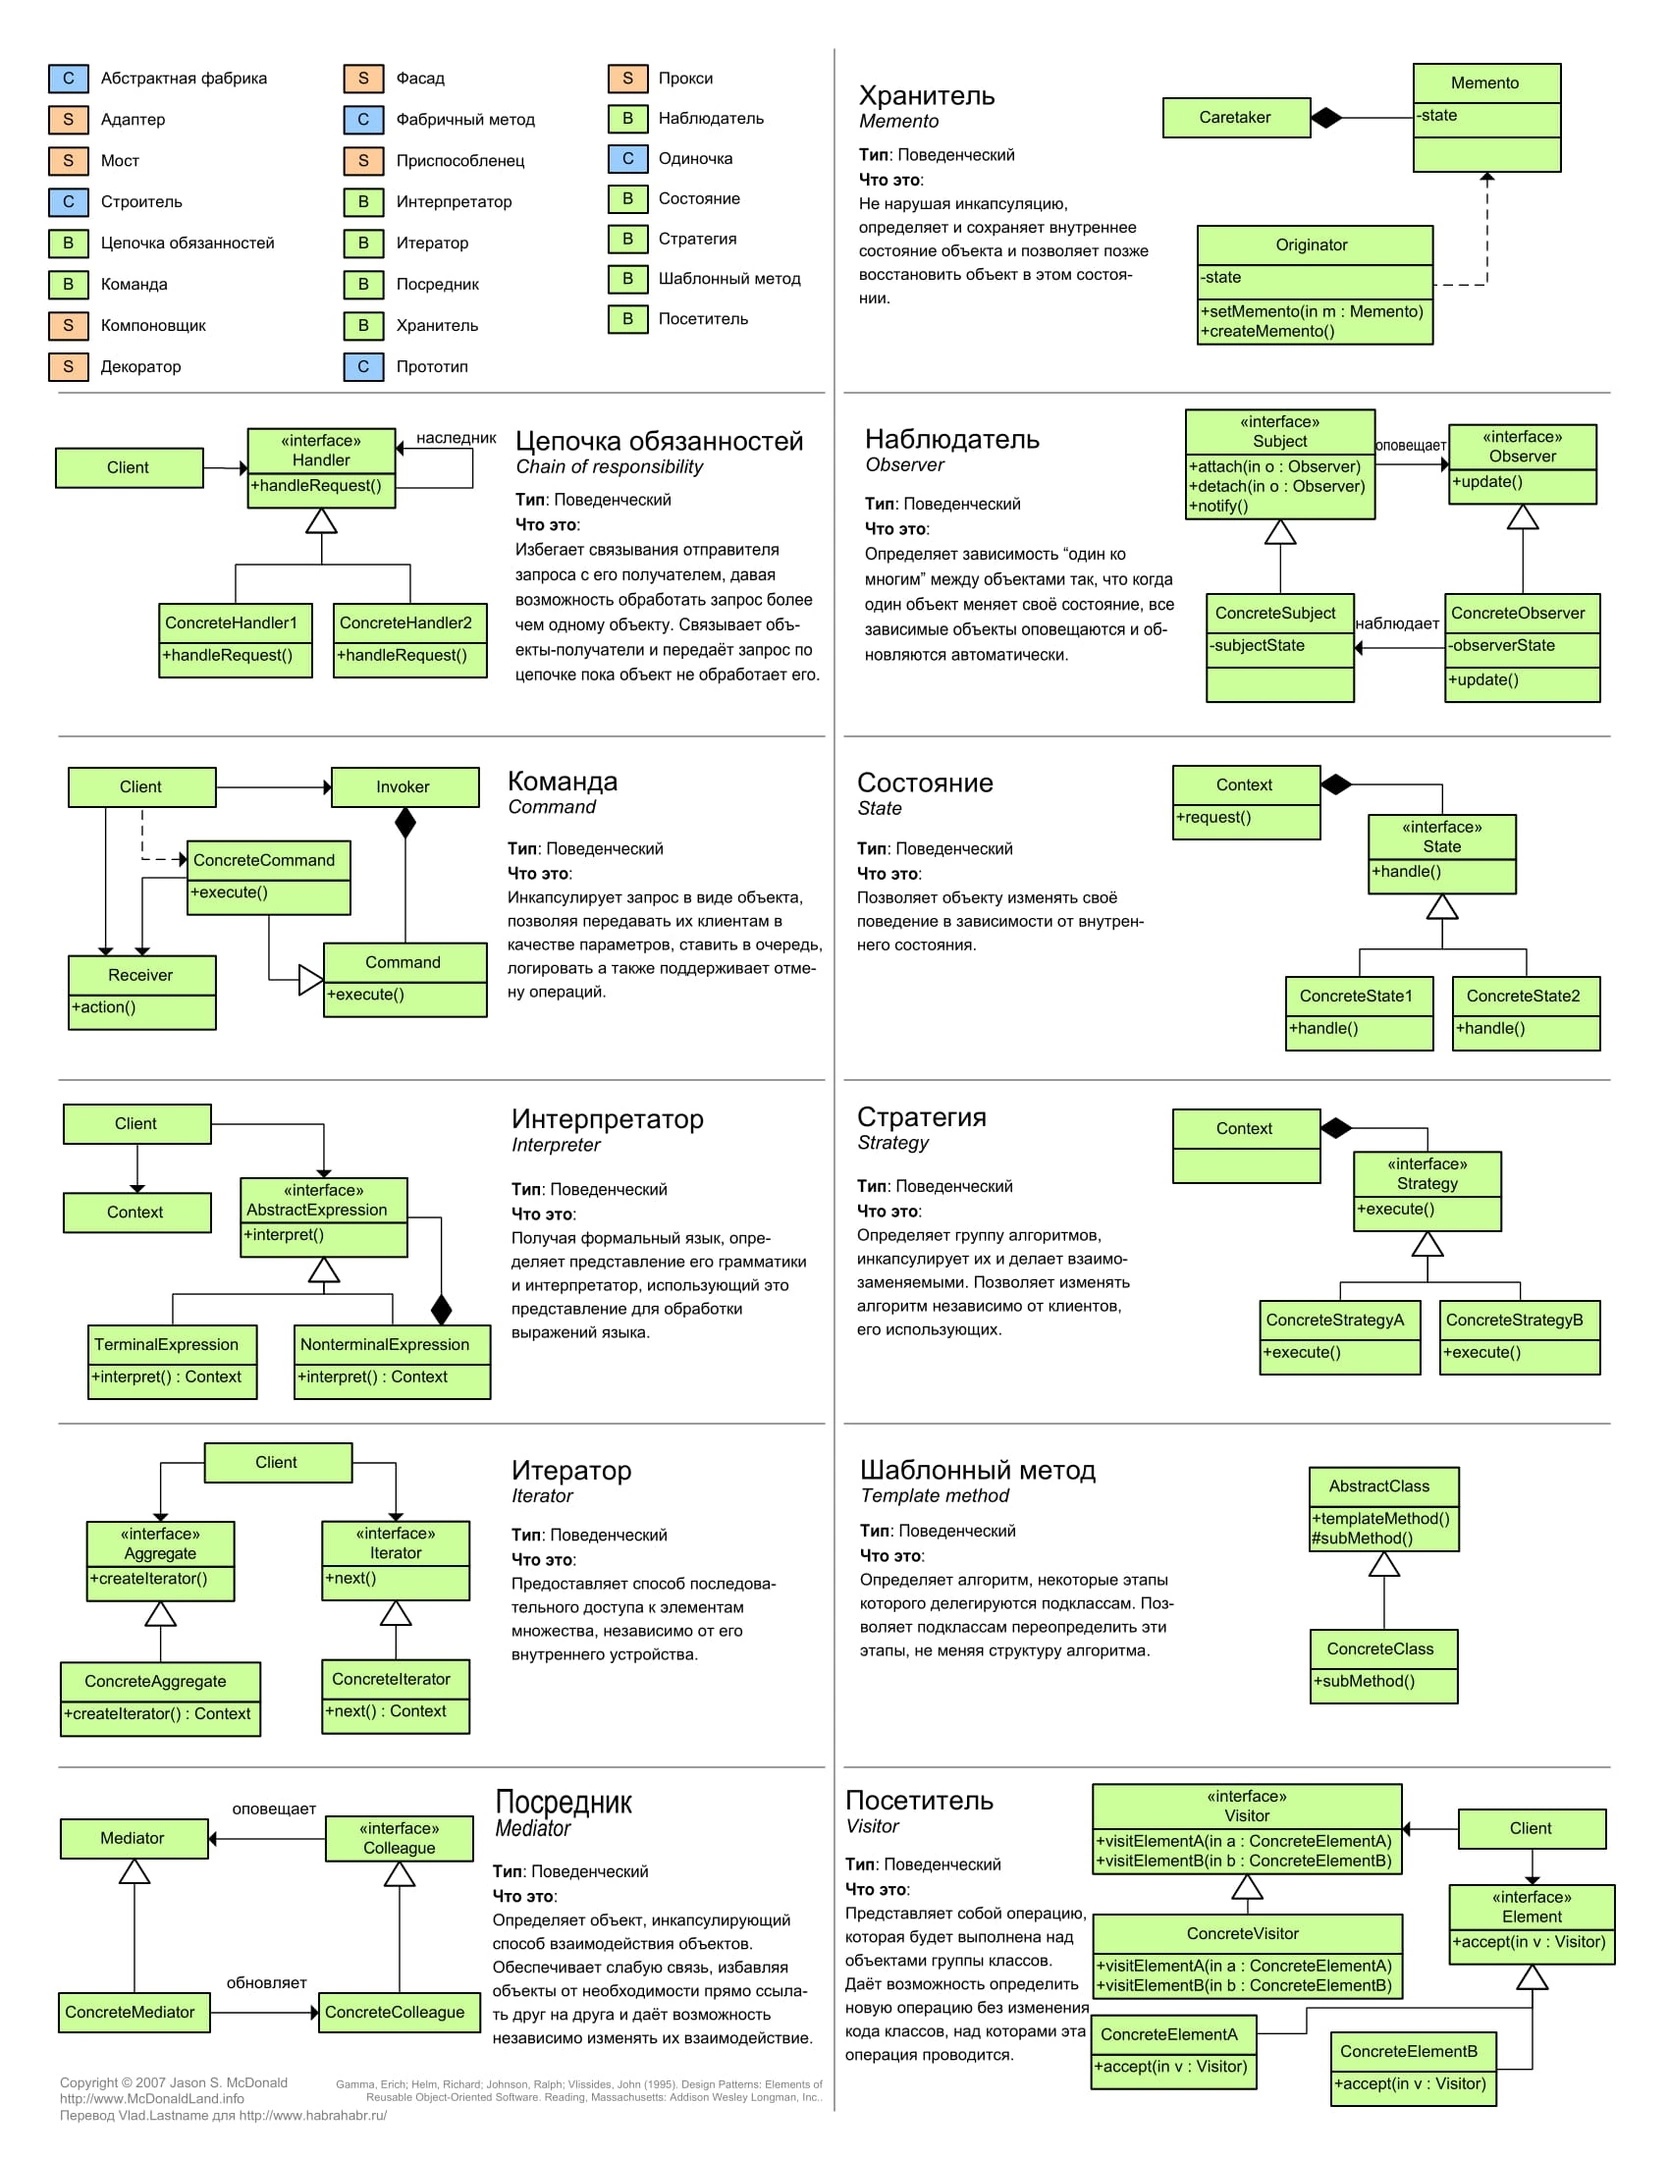 C Абстрактная фабрика
S Адаптер
S Мост
C Строитель
B Цепочка обязанностей
B Команда
S Компоновщик
S Декоратор
S Фасад
C Фабричный метод
S Приспособленец
B Интерпретатор
B Итератор
B Посредник
B Хранитель
C Прототип
S Прокси
B Наблюдатель
C Одиночка
B Состояние
B Стратегия
B Шаблонный метод
B Посетитель
Client
«interface»
Handler
+handleRequest()
наследник
ConcreteHandler1
+handleRequest()
ConcreteHandler2
+handleRequest()
Цепочка обязанностей
Chain of responsibility
Тип: Поведенческий
Что это:
Избегает связывания отправителя
запроса с его получателем, давая
возможность обработать запрос более
чем одному объекту. Связывает объ-
екты-получатели и передаёт запрос по
цепочке пока объект не обработает его.
Client
Invoker
ConcreteCommand
+execute()
Receiver
+action()
Command
+execute()
Команда
Command
Тип: Поведенческий
Что это:
Инкапсулирует запрос в виде объекта,
позволяя передавать их клиентам в
качестве параметров, ставить в очередь,
логировать а также поддерживает отме-
ну операций.
Client
Context
«interface»
AbstractExpression
+interpret()
TerminalExpression
+interpret() : Context
NonterminalExpression
+interpret() : Context
Интерпретатор
Interpreter
Тип: Поведенческий
Что это:
Получая формальный язык, опре-
деляет представление его грамматики
и интерпретатор, использующий это
представление для обработки
выражений языка.
Client
«interface»
Aggregate
+createIterator()
«interface»
Iterator
+next()
ConcreteAggregate
+createIterator() : Context
ConcreteIterator
+next() : Context
Итератор
Iterator
Тип: Поведенческий
Что это:
Предоставляет способ последова-
тельного доступа к элементам
множества, независимо от его
внутреннего устройства.
Mediator
оповещает
«interface»
Colleague
ConcreteMediator
обновляет
ConcreteColleague
Посредник
Mediator
Тип: Поведенческий
Что это:
Определяет объект, инкапсулирующий
способ взаимодействия объектов.
Обеспечивает слабую связь, избавляя
объекты от необходимости прямо ссыла-
ть друг на друга и даёт возможность
независимо изменять их взаимодействие.
Copyright © 2007 Jason S. McDonald
http://www.McDonaldLand.info
Перевод Vlad.Lastname для http://www.habrahabr.ru/
Gamma, Erich; Helm, Richard; Johnson, Ralph; Vlissides, John (1995). Design Patterns: Elements of
Reusable Object-Oriented Software. Reading, Massachusetts: Addison Wesley Longman, Inc..
Хранитель
Memento
Тип: Поведенческий
Что это:
Не нарушая инкапсуляцию,
определяет и сохраняет внутреннее
состояние объекта и позволяет позже
восстановить объект в этом состоя-
нии.
Caretaker
Memento
-state
Originator
-state
+setMemento(in m : Memento)
+createMemento()
Наблюдатель
Observer
Тип: Поведенческий
Что это:
Определяет зависимость “один ко
многим” между объектами так, что когда
один объект меняет своё состояние, все
зависимые объекты оповещаются и об-
новляются автоматически.
«interface»
Subject
+attach(in o : Observer)
+detach(in o : Observer)
+notify()
оповещает
«interface»
Observer
+update()
ConcreteSubject
-subjectState
наблюдает
ConcreteObserver
-observerState
+update()
Состояние
State
Тип: Поведенческий
Что это:
Позволяет объекту изменять своё
поведение в зависимости от внутрен-
него состояния.
Context
+request()
«interface»
State
+handle()
ConcreteState1
+handle()
ConcreteState2
+handle()
Стратегия
Strategy
Тип: Поведенческий
Что это:
Определяет группу алгоритмов,
инкапсулирует их и делает взаимо-
заменяемыми. Позволяет изменять
алгоритм независимо от клиентов,
его использующих.
Context
«interface»
Strategy
+execute()
ConcreteStrategyA
+execute()
ConcreteStrategyB
+execute()
Шаблонный метод
Template method
Тип: Поведенческий
Что это:
Определяет алгоритм, некоторые этапы
которого делегируются подклассам. Поз-
воляет подклассам переопределить эти
этапы, не меняя структуру алгоритма.
AbstractClass
+templateMethod()
#subMethod()
ConcreteClass
+subMethod()
Посетитель
Visitor
Тип: Поведенческий
Что это:
Представляет собой операцию,
которая будет выполнена над
объектами группы классов.
Даёт возможность определить
новую операцию без изменения
кода классов, над которыми эта
операция проводится.
«interface»
Visitor
+visitElementA(in a : ConcreteElementA)
+visitElementB(in b : ConcreteElementB)
Client
«interface»
Element
+accept(in v : Visitor)
ConcreteVisitor
+visitElementA(in a : ConcreteElementA)
+visitElementB(in b : ConcreteElementB)
ConcreteElementA
+accept(in v : Visitor)
ConcreteElementB
+accept(in v : Visitor)